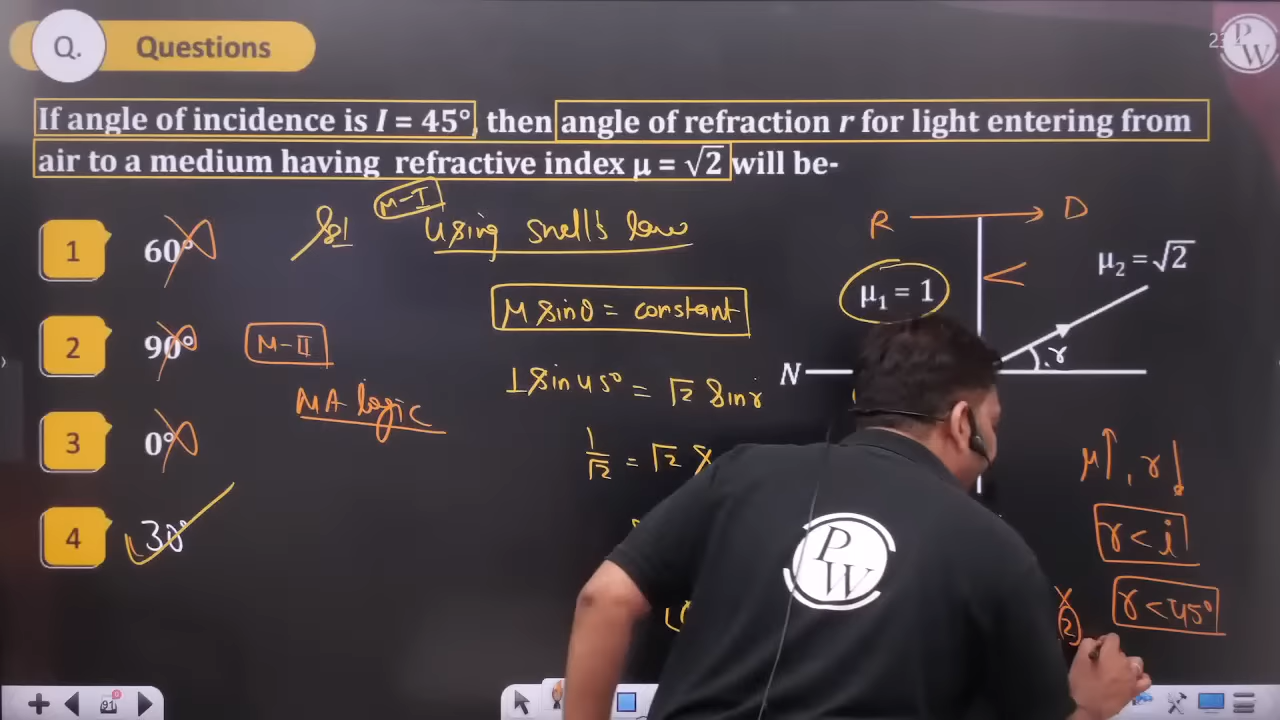 Q. Questions
P W
If angle of incidence is I = 45°, then angle of refraction r for light entering from
air to a medium having refractive index μ = √2 will be-
1 60°
2 90°
3 0°
4 30°
Sol M-I Using snell's law
μ sinθ = constant
1 sin 45° = √2 sin r
1/√2 = √2
M-II
MA logic
R → D
μ₁ = 1
μ₂ = √2
N
r
μ↑, r↓
r < i
r < 45°
2
P W
91